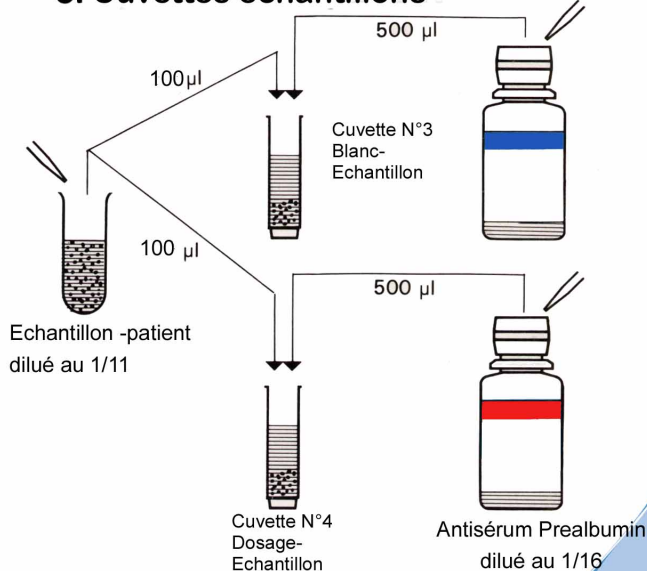 500 µl
100µl
Cuvette N°3
Blanc-
Echantillon
100 µl
500 µl
Echantillon -patient
dilué au 1/11
Cuvette N°4
Dosage-
Echantillon
Antisérum Prealbumin
dilué au 1/16